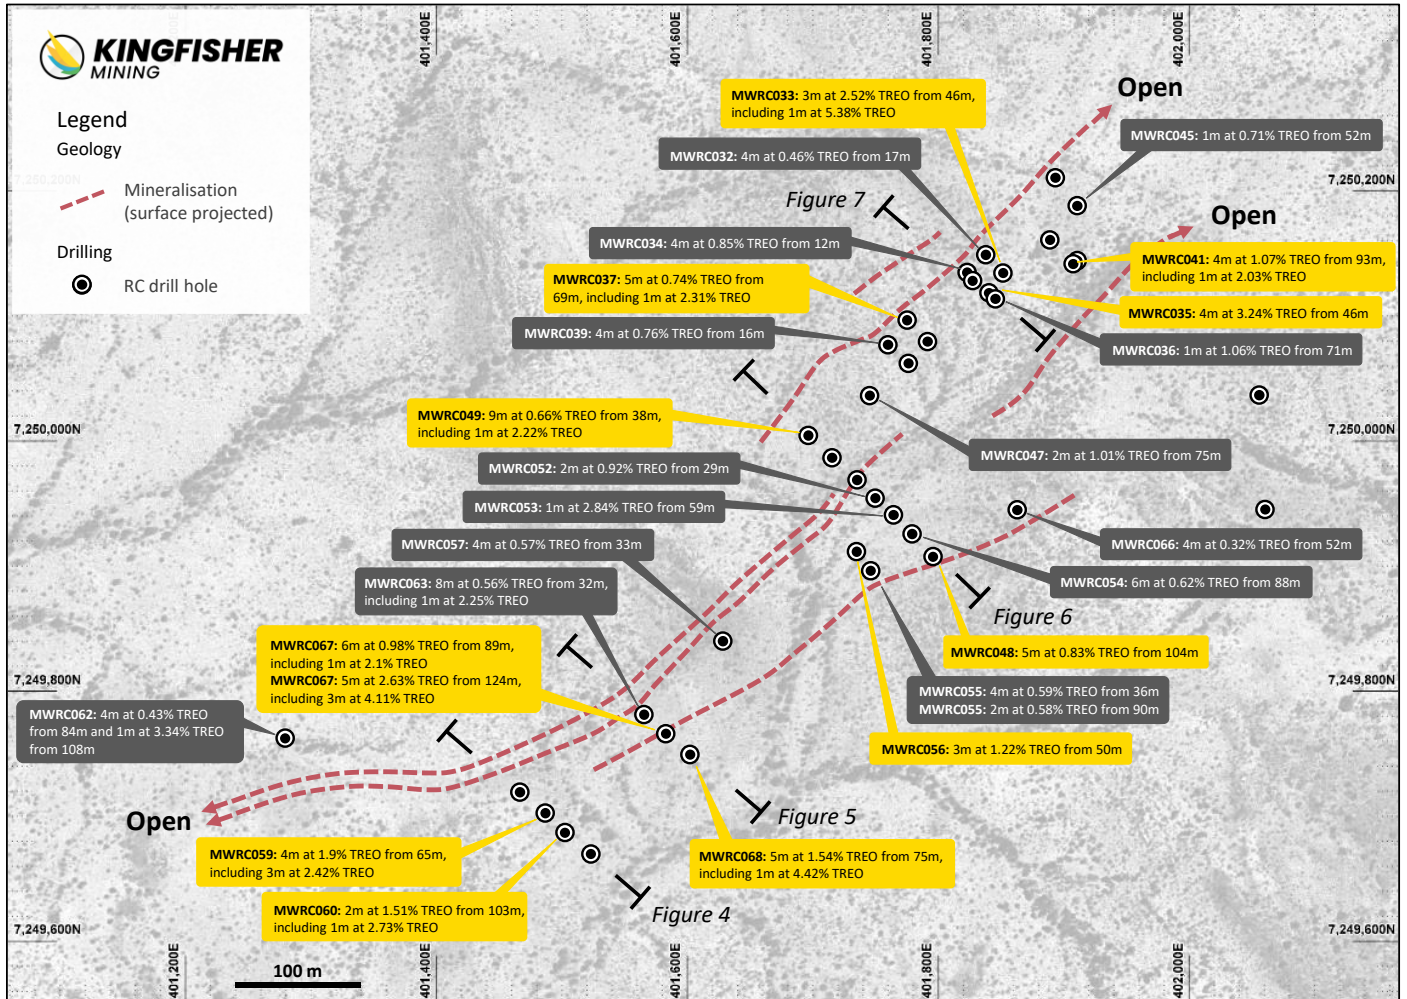 KINGFISHER
MINING
Legend
Geology
Mineralisation
(surface projected)
Drilling
RC drill hole
401,400E
401,600E
401,800E
402,000E
Open
MWRC033: 3m at 2.52% TREO from 46m,
including 1m at 5.38% TREO
MWRC045: 1m at 0.71% TREO from 52m
MWRC032: 4m at 0.46% TREO from 17m
7,250,200N
7,250,200N
Figure 7
Open
MWRC034: 4m at 0.85% TREO from 12m
MWRC041: 4m at 1.07% TREO from 93m,
including 1m at 2.03% TREO
MWRC037: 5m at 0.74% TREO from
69m, including 1m at 2.31% TREO
MWRC035: 4m at 3.24% TREO from 46m
MWRC039: 4m at 0.76% TREO from 16m
MWRC036: 1m at 1.06% TREO from 71m
MWRC049: 9m at 0.66% TREO from 38m,
including 1m at 2.22% TREO
7,250,000N
7,250,000N
MWRC047: 2m at 1.01% TREO from 75m
MWRC052: 2m at 0.92% TREO from 29m
MWRC053: 1m at 2.84% TREO from 59m
MWRC057: 4m at 0.57% TREO from 33m
MWRC066: 4m at 0.32% TREO from 52m
MWRC063: 8m at 0.56% TREO from 32m,
including 1m at 2.25% TREO
MWRC054: 6m at 0.62% TREO from 88m
Figure 6
MWRC067: 6m at 0.98% TREO from 89m,
including 1m at 2.1% TREO
MWRC067: 5m at 2.63% TREO from 124m,
including 3m at 4.11% TREO
MWRC048: 5m at 0.83% TREO from 104m
7,249,800N
7,249,800N
MWRC055: 4m at 0.59% TREO from 36m
MWRC055: 2m at 0.58% TREO from 90m
MWRC062: 4m at 0.43% TREO
from 84m and 1m at 3.34% TREO
from 108m
MWRC056: 3m at 1.22% TREO from 50m
Open
Figure 5
MWRC059: 4m at 1.9% TREO from 65m,
including 3m at 2.42% TREO
MWRC068: 5m at 1.54% TREO from 75m,
including 1m at 4.42% TREO
MWRC060: 2m at 1.51% TREO from 103m,
including 1m at 2.73% TREO
Figure 4
7,249,600N
7,249,600N
100 m
401,200E
401,400E
401,600E
401,800E
402,000E